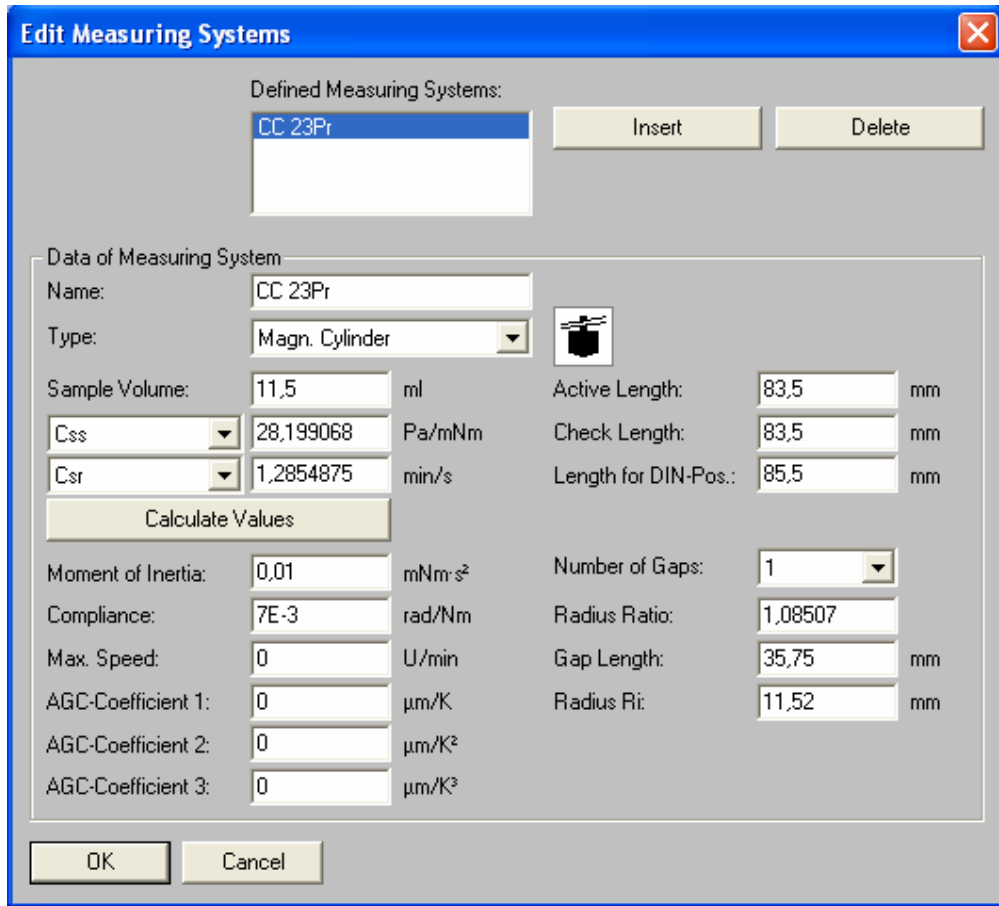 Edit Measuring Systems
Defined Measuring Systems:
CC 23Pr
Insert
Delete
Data of Measuring System
Name:
CC 23Pr
Type:
Magn. Cylinder
Sample Volume:
11,5
ml
Active Length:
83,5
mm
Css
28,199068
Pa/mNm
Check Length:
83,5
mm
Csr
1,2854875
min/s
Length for DIN-Pos.:
85,5
mm
Calculate Values
Moment of Inertia:
0,01
mNm·s²
Number of Gaps:
1
Compliance:
7E-3
rad/Nm
Radius Ratio:
1,08507
Max. Speed:
0
U/min
Gap Length:
35,75
mm
AGC-Coefficient 1:
0
µm/K
Radius Ri:
11,52
mm
AGC-Coefficient 2:
0
µm/K²
AGC-Coefficient 3:
0
µm/K³
OK
Cancel